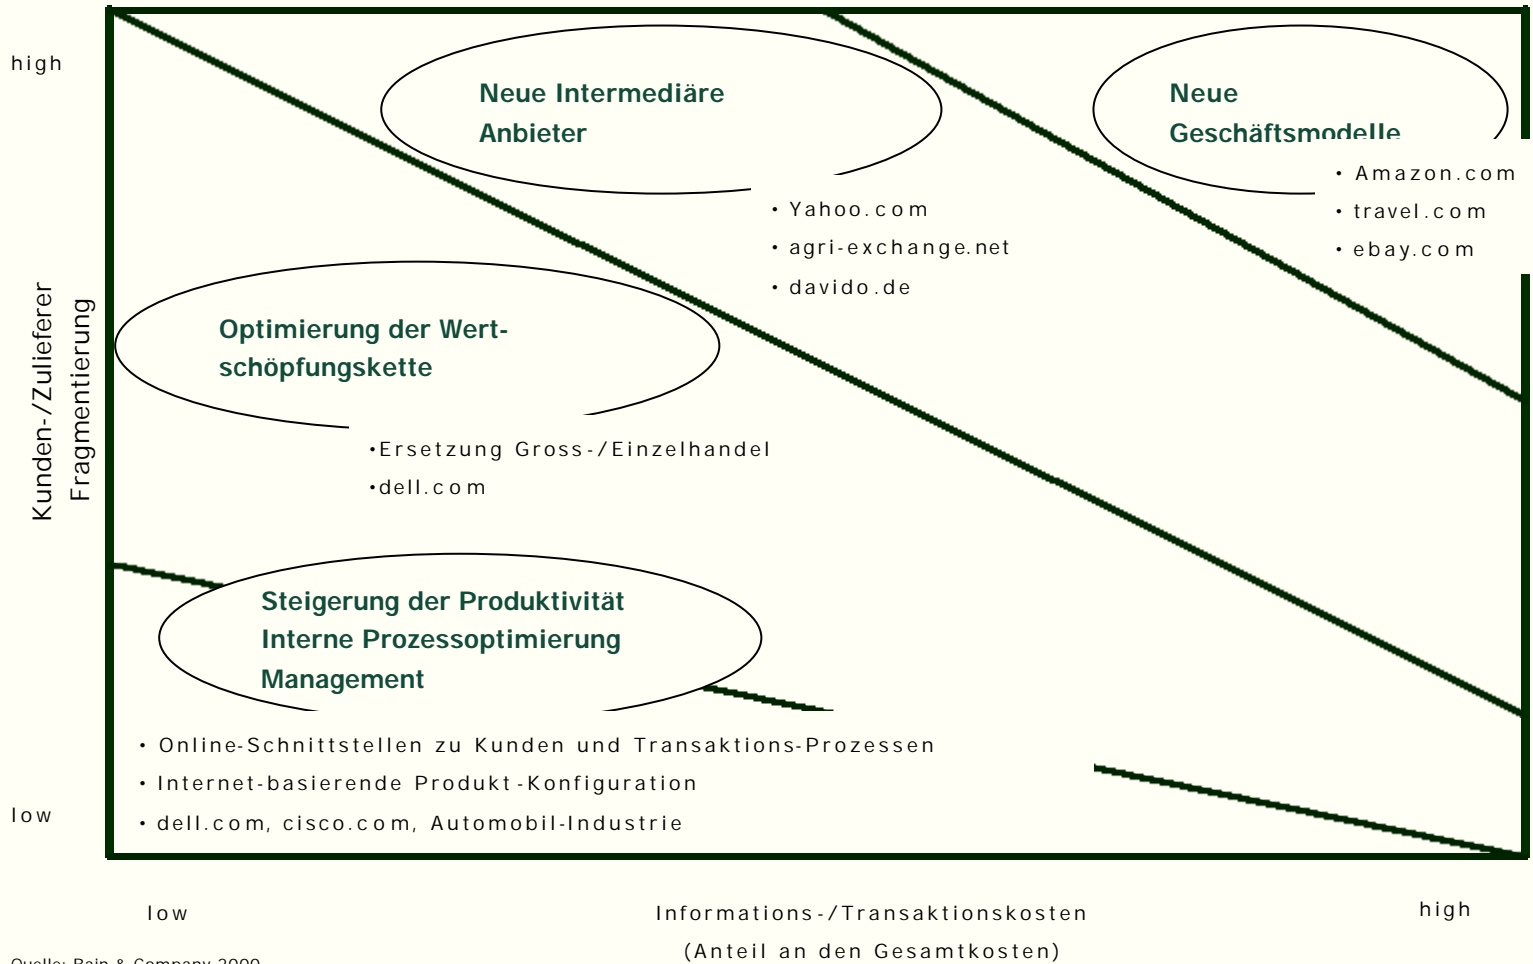 high
Neue Intermediäre
Anbieter
Neue
Geschäftsmodelle
• Amazon.com
• travel.com
• ebay.com
• Yahoo.com
• agri-exchange.net
• davido.de
Kunden-/Zulieferer
Fragmentierung
Optimierung der Wert-
schöpfungskette
•Ersetzung Gross-/Einzelhandel
•dell.com
Steigerung der Produktivität
Interne Prozessoptimierung
Management
• Online-Schnittstellen zu Kunden und Transaktions-Prozessen
• Internet-basierende Produkt-Konfiguration
• dell.com, cisco.com, Automobil-Industrie
low
low
Informations-/Transaktionskosten
(Anteil an den Gesamtkosten)
high
Quelle: Bain & Company 2000